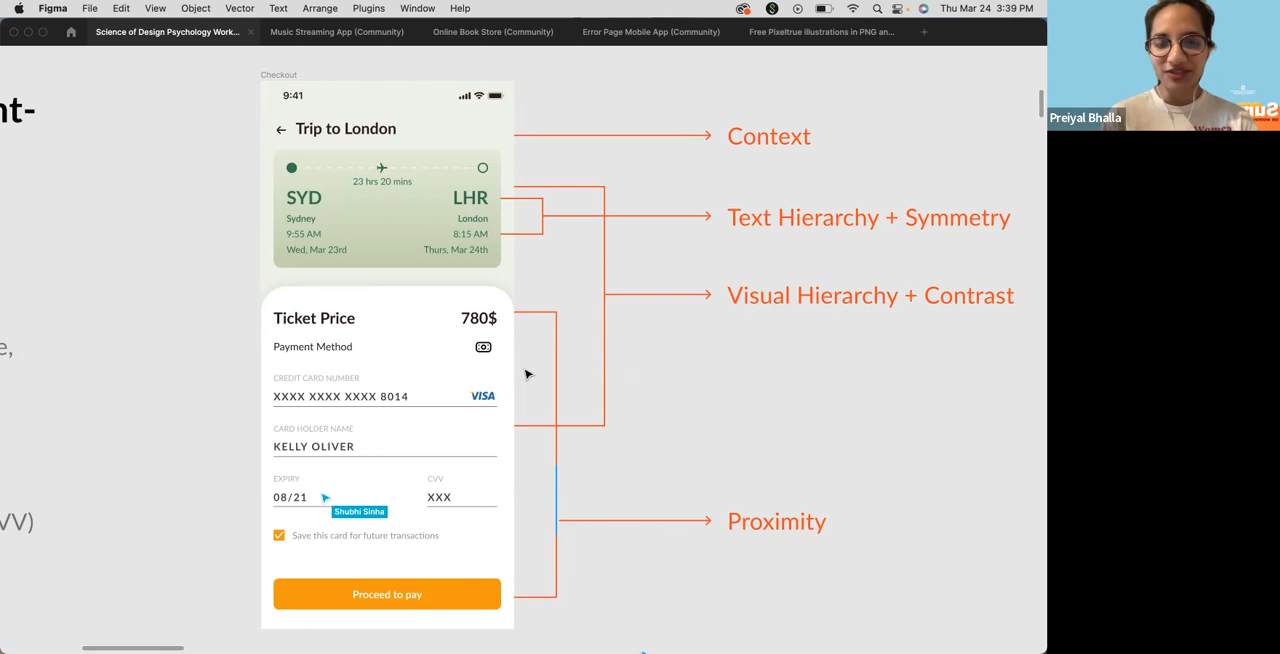 Figma File Edit View Object Vector Text Arrange Plugins Window Help Thu Mar 24 3:39 PM
Science of Design Psychology Work... Music Streaming App (Community) Online Book Store (Community) Error Page Mobile App (Community) Free Pixeltrue illustrations in PNG an...
Preiyal Bhalla
nt-
e,
VV)
Checkout
9:41
Trip to London
23 hrs 20 mins
SYD LHR
Sydney London
9:55 AM 8:15 AM
Wed, Mar 23rd Thurs, Mar 24th
Ticket Price 780$
Payment Method
CREDIT CARD NUMBER
XXXX XXXX XXXX 8014 VISA
CARD HOLDER NAME
KELLY OLIVER
EXPIRY CVV
08/21 XXX
Shubhi Sinha
Save this card for future transactions
Proceed to pay
Context
Text Hierarchy + Symmetry
Visual Hierarchy + Contrast
Proximity